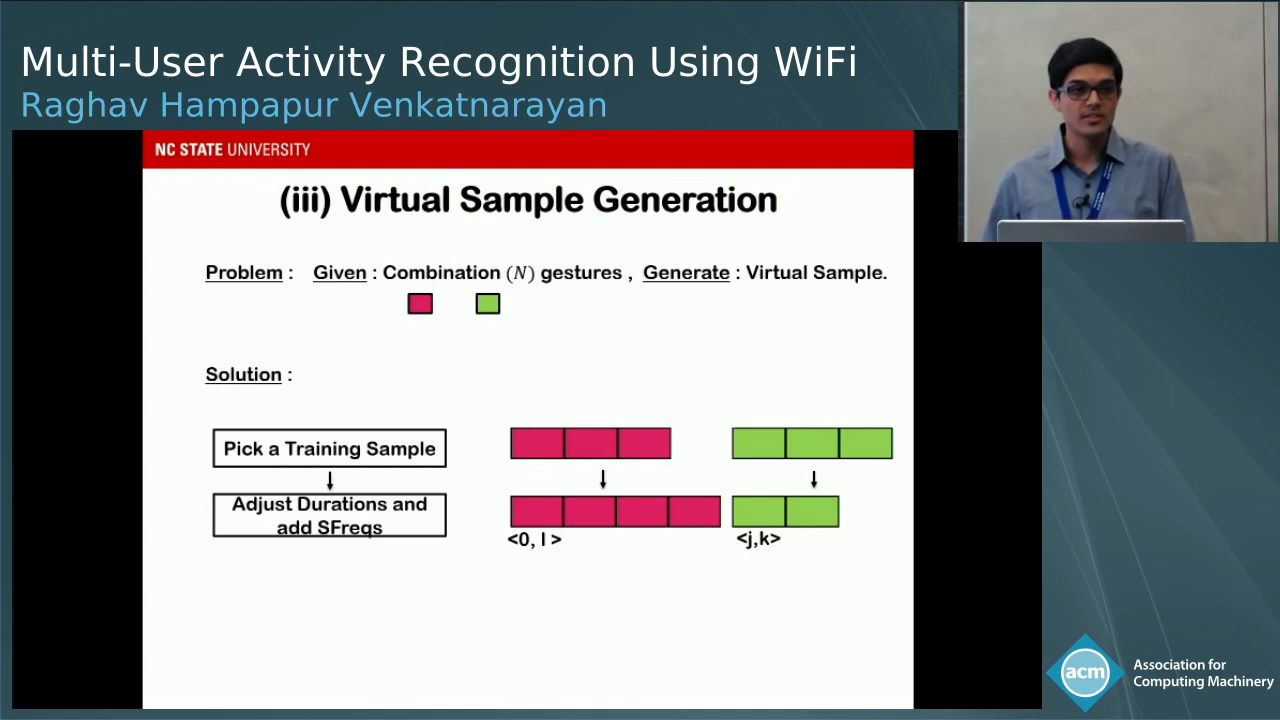 Multi-User Activity Recognition Using WiFi
Raghav Hampapur Venkatnarayan
NC STATE UNIVERSITY
(iii) Virtual Sample Generation
Problem : Given : Combination (N) gestures , Generate : Virtual Sample.
Solution :
Pick a Training Sample
Adjust Durations and
add SFreqs
<0, l >
<j,k>
acm
Association for
Computing Machinery